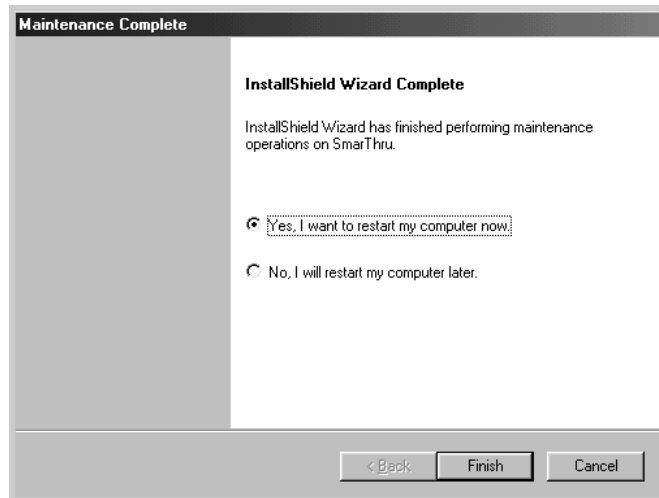 Maintenance Complete
InstallShield Wizard Complete
InstallShield Wizard has finished performing maintenance
operations on SmarThru.
Yes, I want to restart my computer now.
No, I will restart my computer later.
< Back
Finish
Cancel